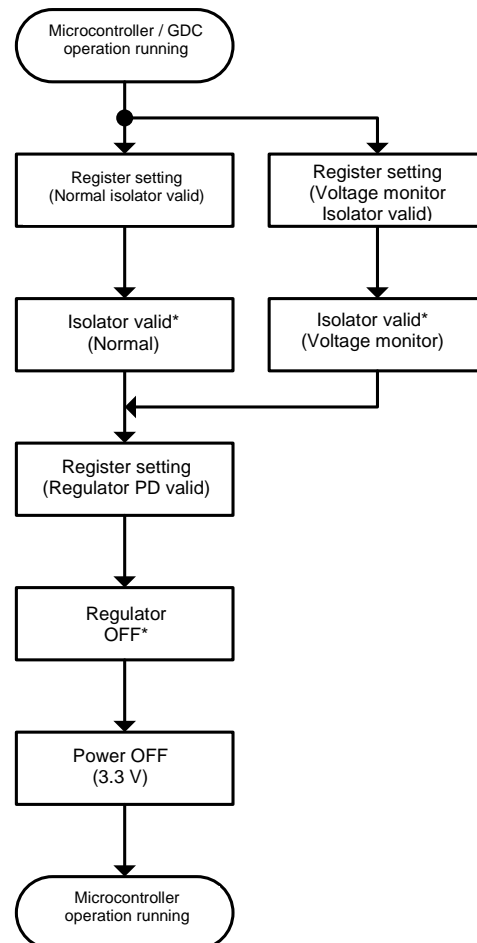 Microcontroller / GDC
operation running
Register setting
(Normal isolator valid)
Register setting
(Voltage monitor
Isolator valid)
Isolator valid*
(Normal)
Isolator valid*
(Voltage monitor)
Register setting
(Regulator PD valid)
Regulator
OFF*
Power OFF
(3.3 V)
Microcontroller
operation running